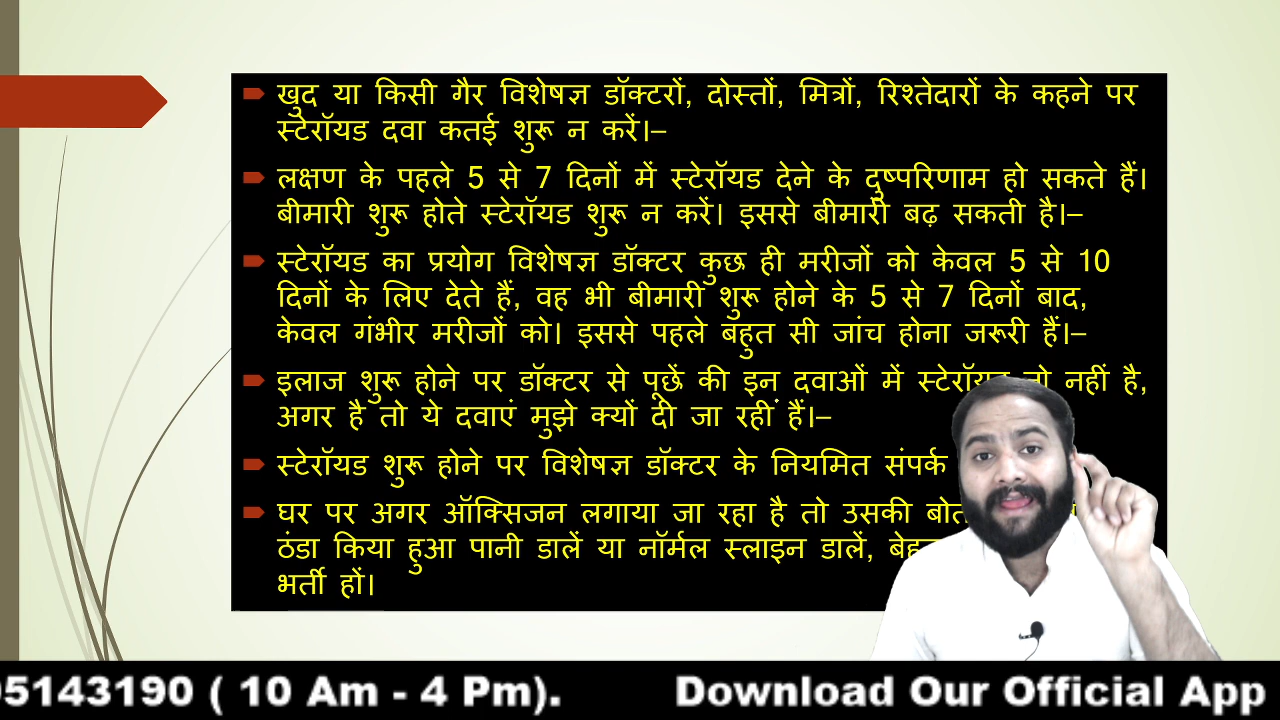 खुद या किसी गैर विशेषज्ञ डॉक्टरों, दोस्तों, मित्रों, रिश्तेदारों के कहने पर
स्टेरॉयड दवा कतई शुरू न करें।–
लक्षण के पहले 5 से 7 दिनों में स्टेरॉयड देने के दुष्परिणाम हो सकते हैं।
बीमारी शुरू होते स्टेरॉयड शुरू न करें। इससे बीमारी बढ़ सकती है।–
स्टेरॉयड का प्रयोग विशेषज्ञ डॉक्टर कुछ ही मरीजों को केवल 5 से 10
दिनों के लिए देते हैं, वह भी बीमारी शुरू होने के 5 से 7 दिनों बाद,
केवल गंभीर मरीजों को। इससे पहले बहुत सी जांच होना जरूरी हैं।–
इलाज शुरू होने पर डॉक्टर से पूछें की इन दवाओं में स्टेरॉयड तो नहीं है,
अगर है तो ये दवाएं मुझे क्यों दी जा रहीं हैं।–
स्टेरॉयड शुरू होने पर विशेषज्ञ डॉक्टर के नियमित संपर्क
घर पर अगर ऑक्सिजन लगाया जा रहा है तो उसकी
ठंडा किया हुआ पानी डालें या नॉर्मल स्लाइन डालें,
भर्ती हों।
5143190 ( 10 Am - 4 Pm). Download Our Official App